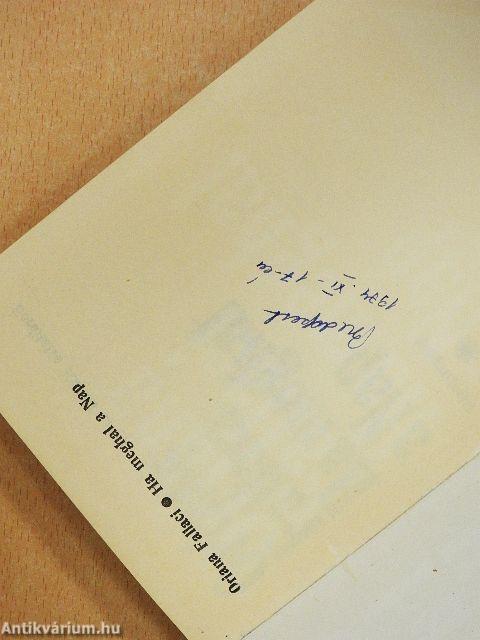 Oriana Fallaci ● Ha meghal a Nap
Budapest
1974. XI - 17-én
Antikvárium.hu